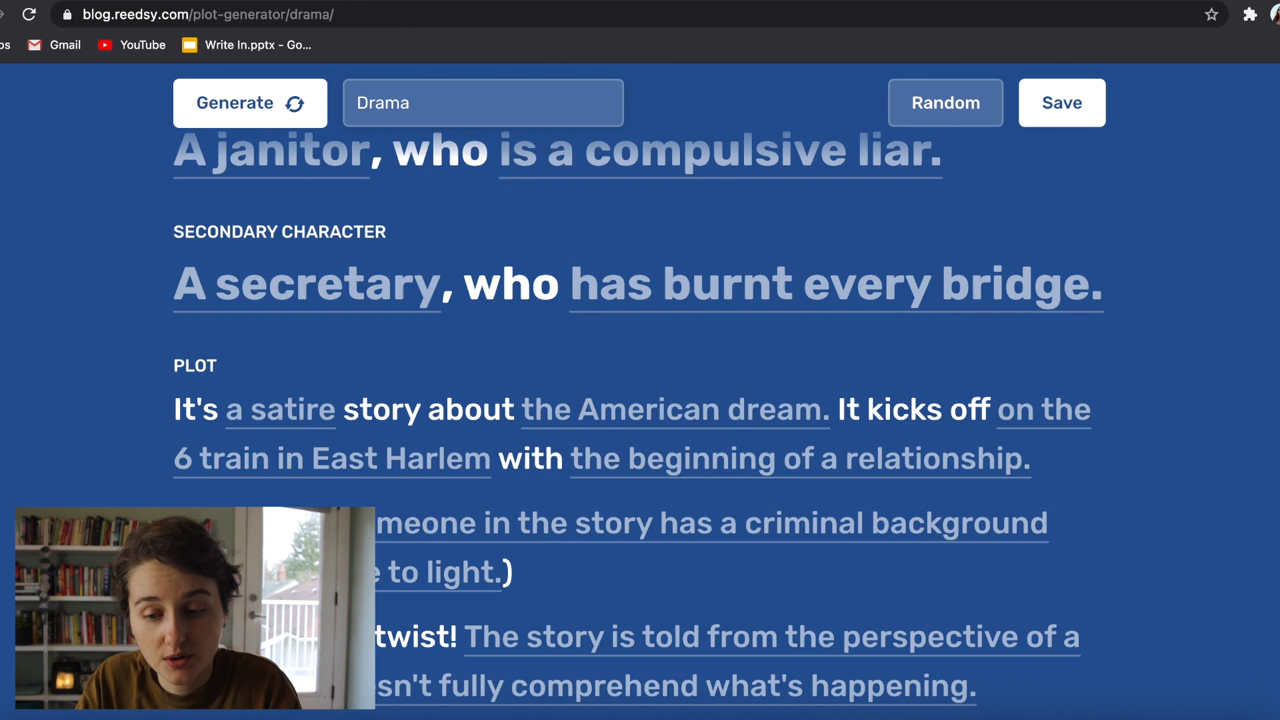 blog.reedsy.com/plot-generator/drama/
ps Gmail YouTube Write In.pptx - Go...
Generate Drama Random Save
A janitor, who is a compulsive liar.
SECONDARY CHARACTER
A secretary, who has burnt every bridge.
PLOT
It's a satire story about the American dream. It kicks off on the
6 train in East Harlem with the beginning of a relationship.
meone in the story has a criminal background
e to light.)
twist! The story is told from the perspective of a
sn't fully comprehend what's happening.